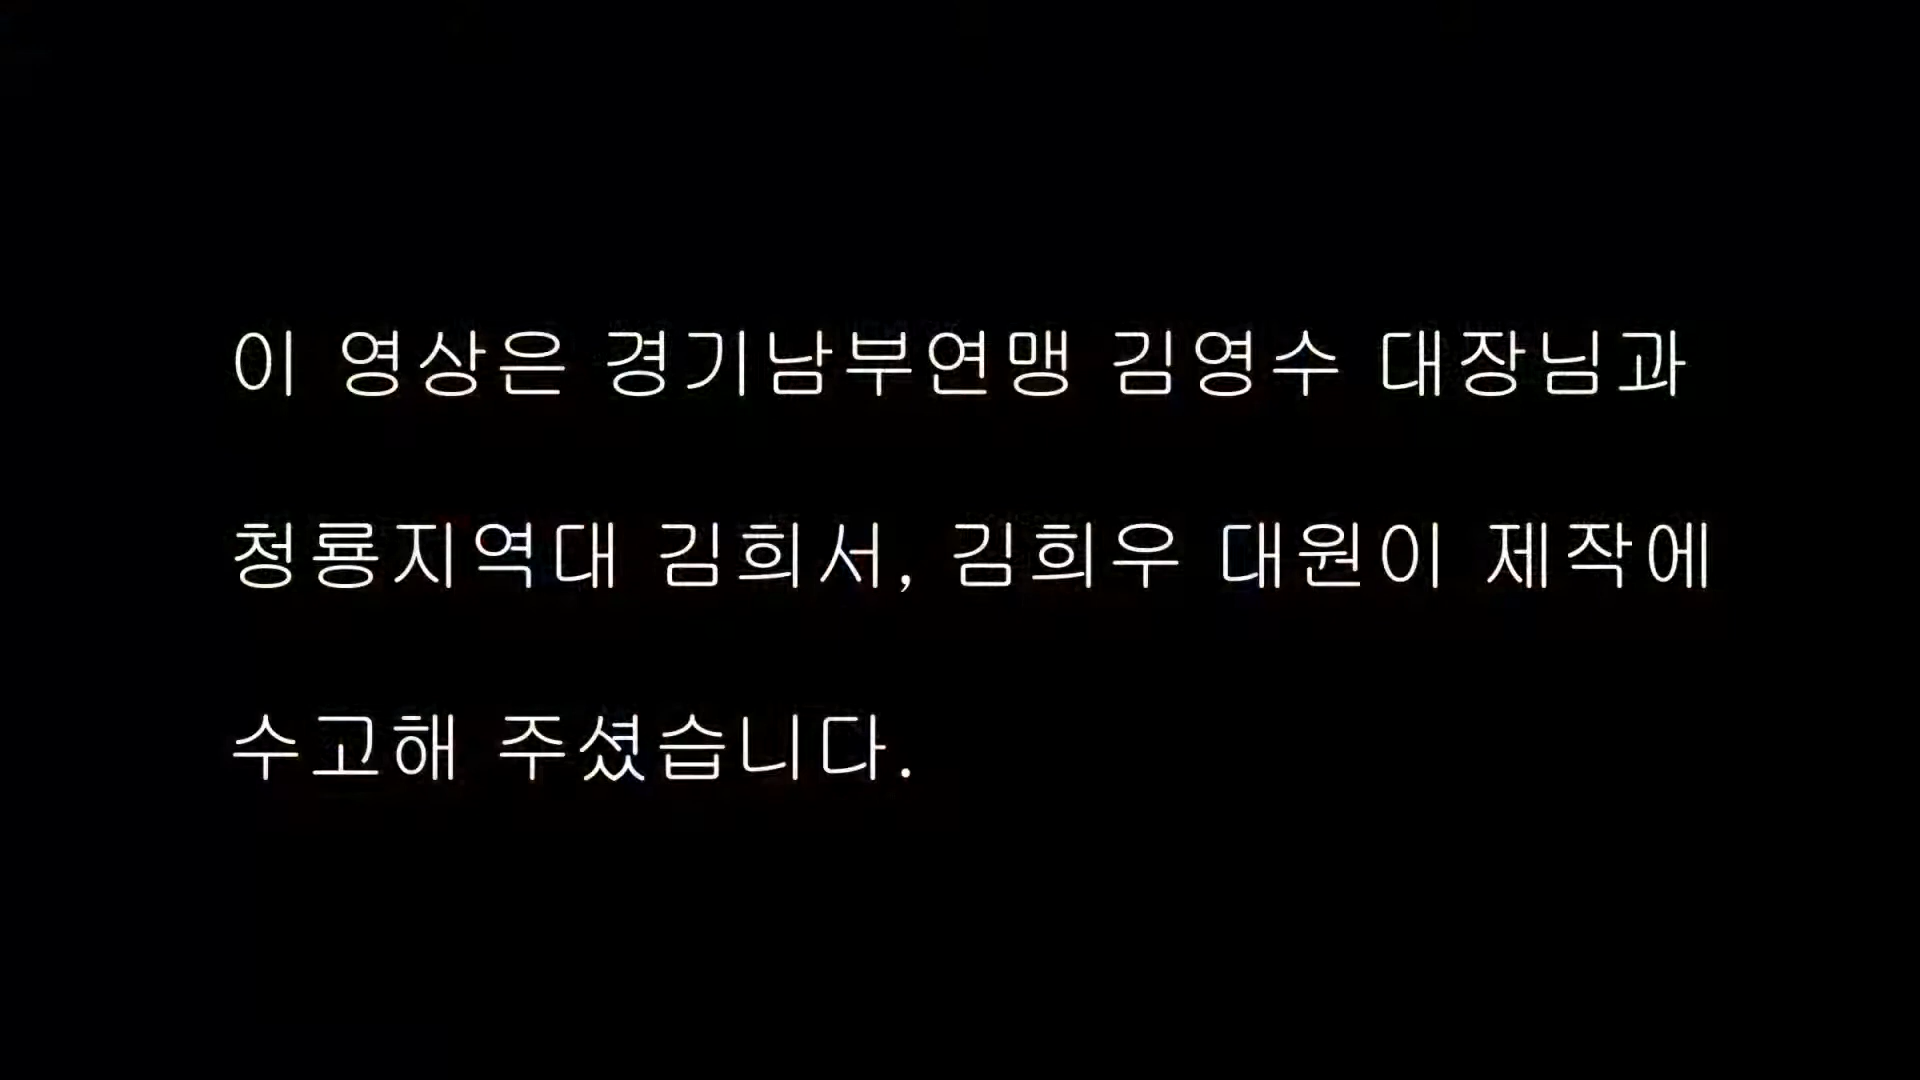 이 영상은 경기남부연맹 김영수 대장님과
청룡지역대 김희서, 김희우 대원이 제작에
수고해 주셨습니다.